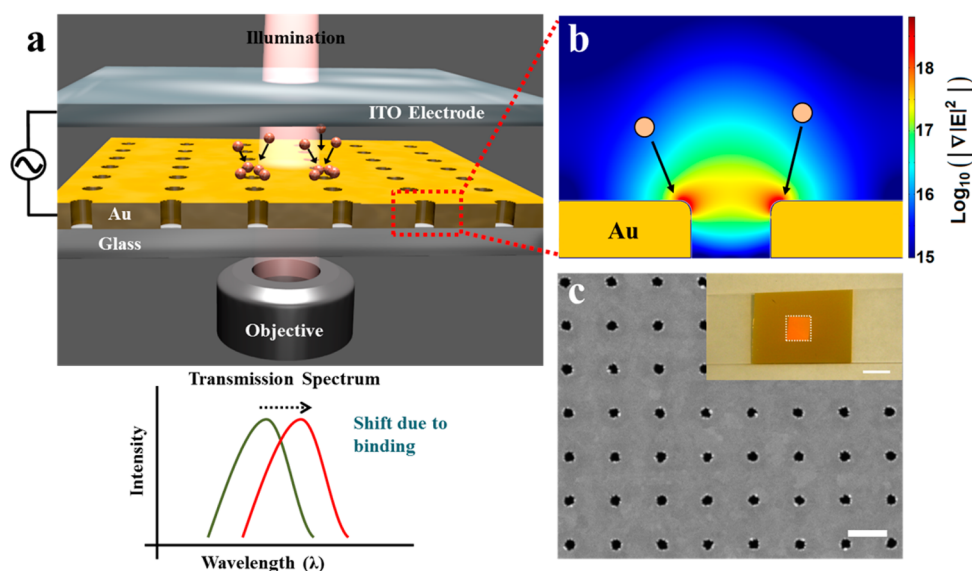 a
Illumination
ITO Electrode
Au
Glass
Objective
Transmission Spectrum
Shift due to
binding
Intensity
Wavelength (λ)
b
Au
18
17
16
15
Log₁₀(|∇|E|²|)
c